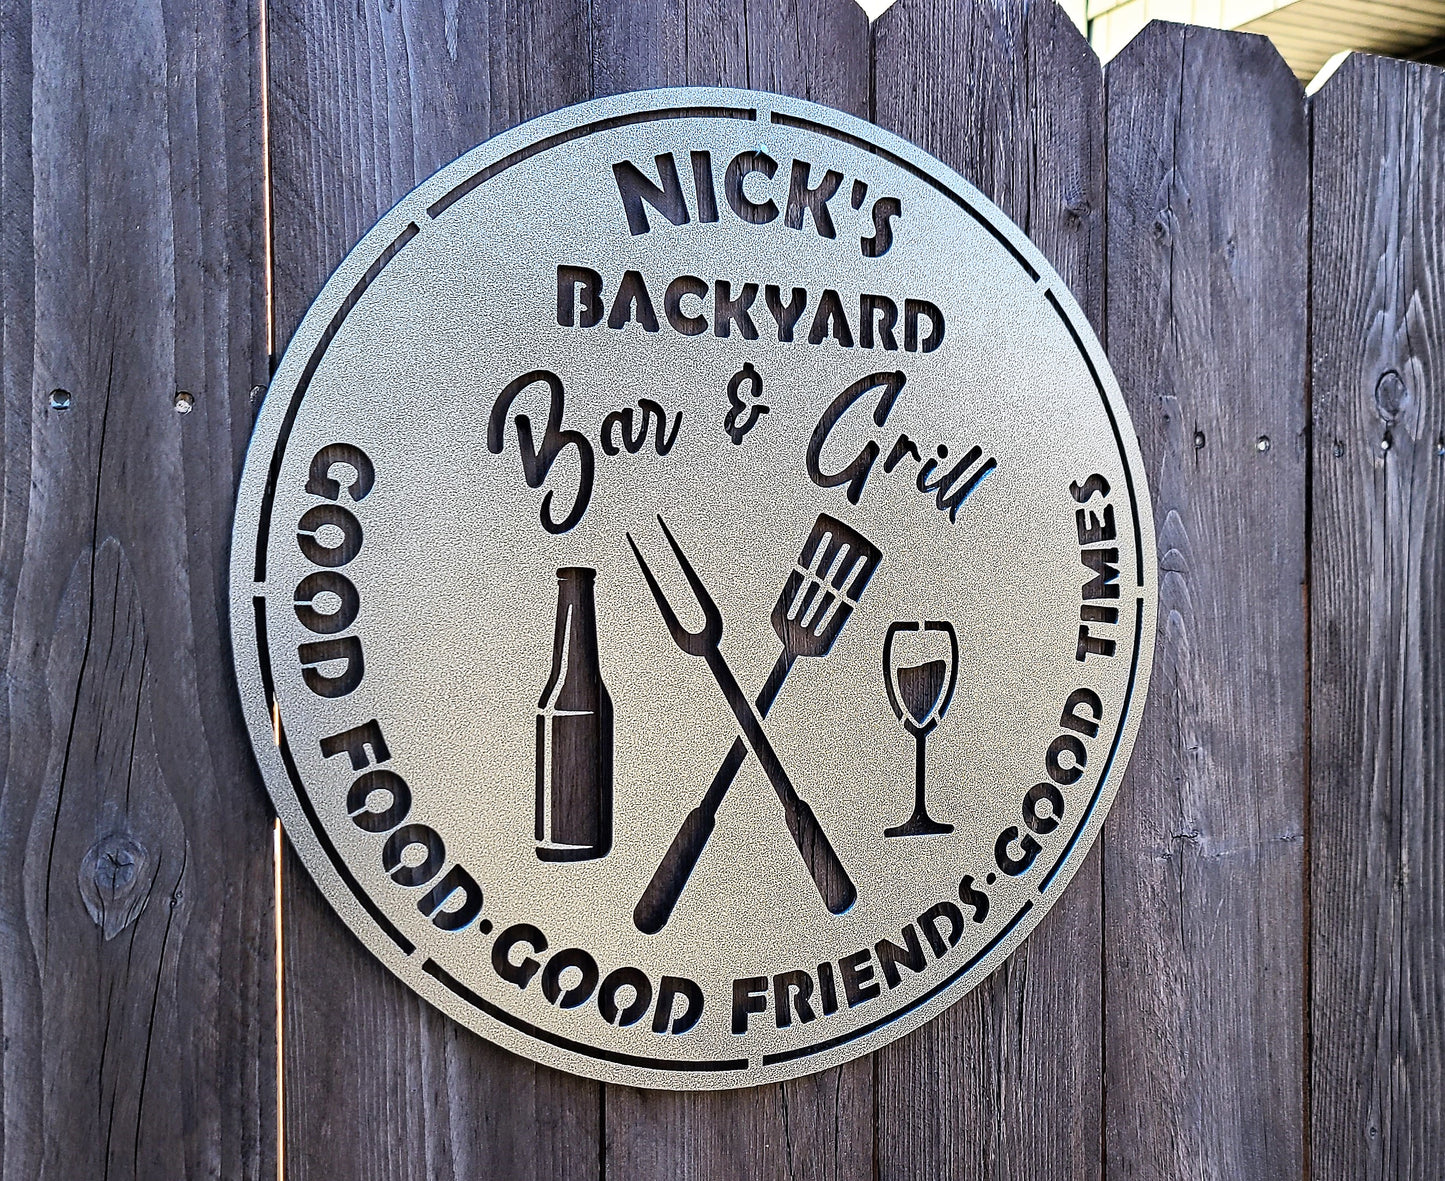 NICK'S
BACKYARD
Bar & Grill
GOOD FOOD·GOOD FRIENDS·GOOD TIMES